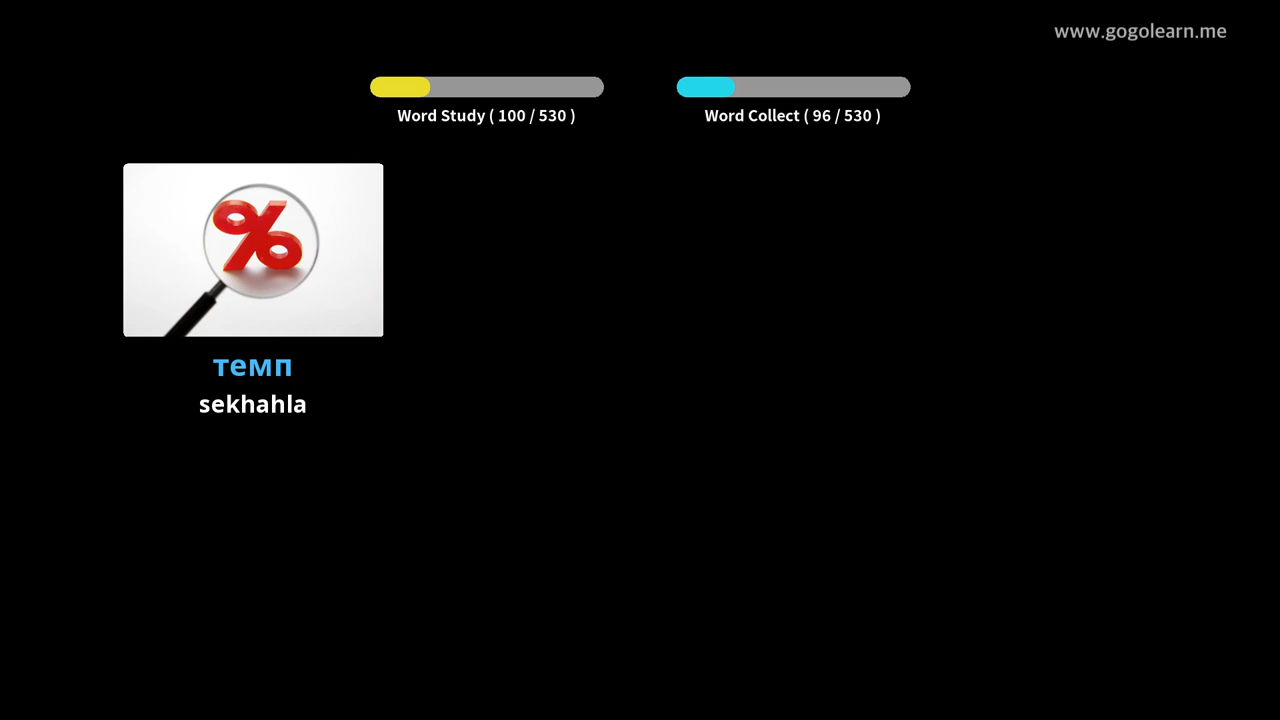 www.gogolearn.me
Word Study ( 100 / 530 )
Word Collect ( 96 / 530 )
%
темп
sekhahla